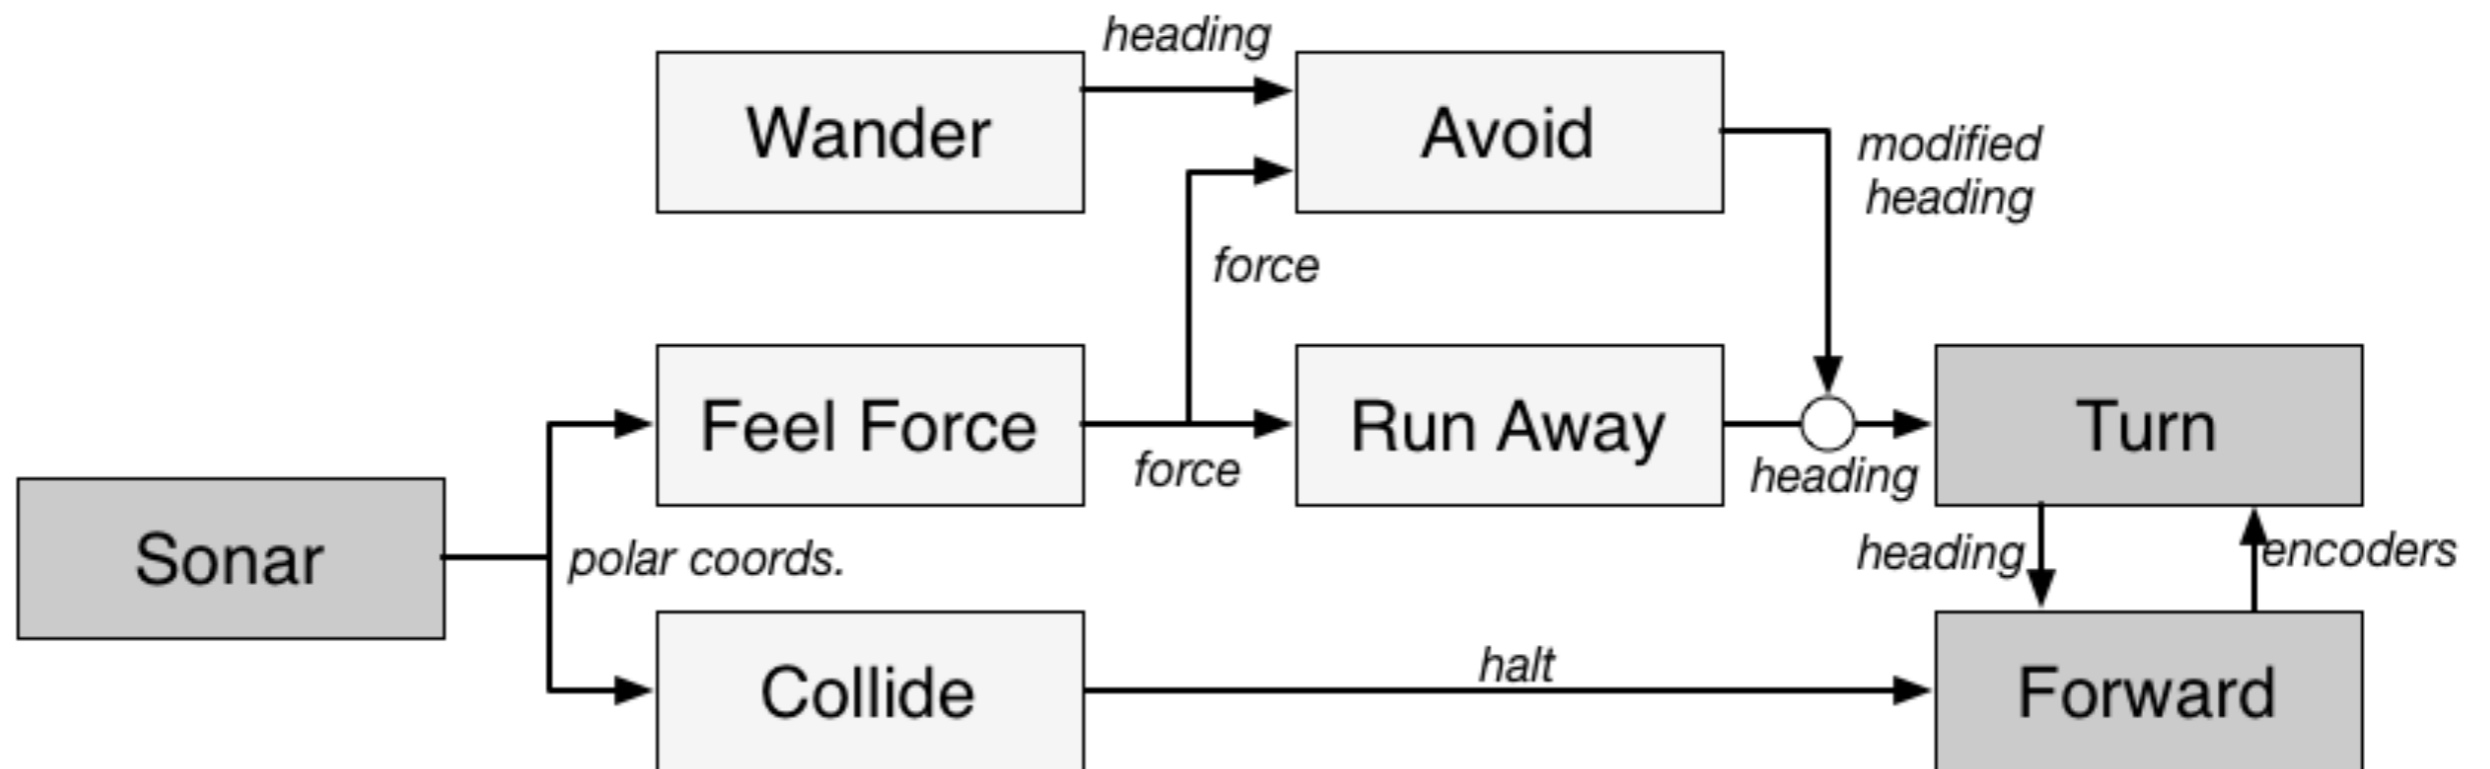 heading
Wander
Avoid
modified
heading
force
Feel Force
Run Away
Turn
force
heading
Sonar
polar coords.
heading
encoders
Collide
halt
Forward